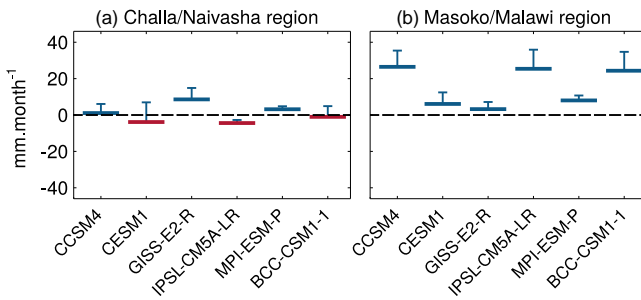 (a) Challa/Naivasha region
(b) Masoko/Malawi region
mm.month-1
40
20
0
-20
-40
CCSM4
CESM1
GISS-E2-R
IPSL-CM5A-LR
MPI-ESM-P
BCC-CSM1-1
CCSM4
CESM1
GISS-E2-R
IPSL-CM5A-LR
MPI-ESM-P
BCC-CSM1-1